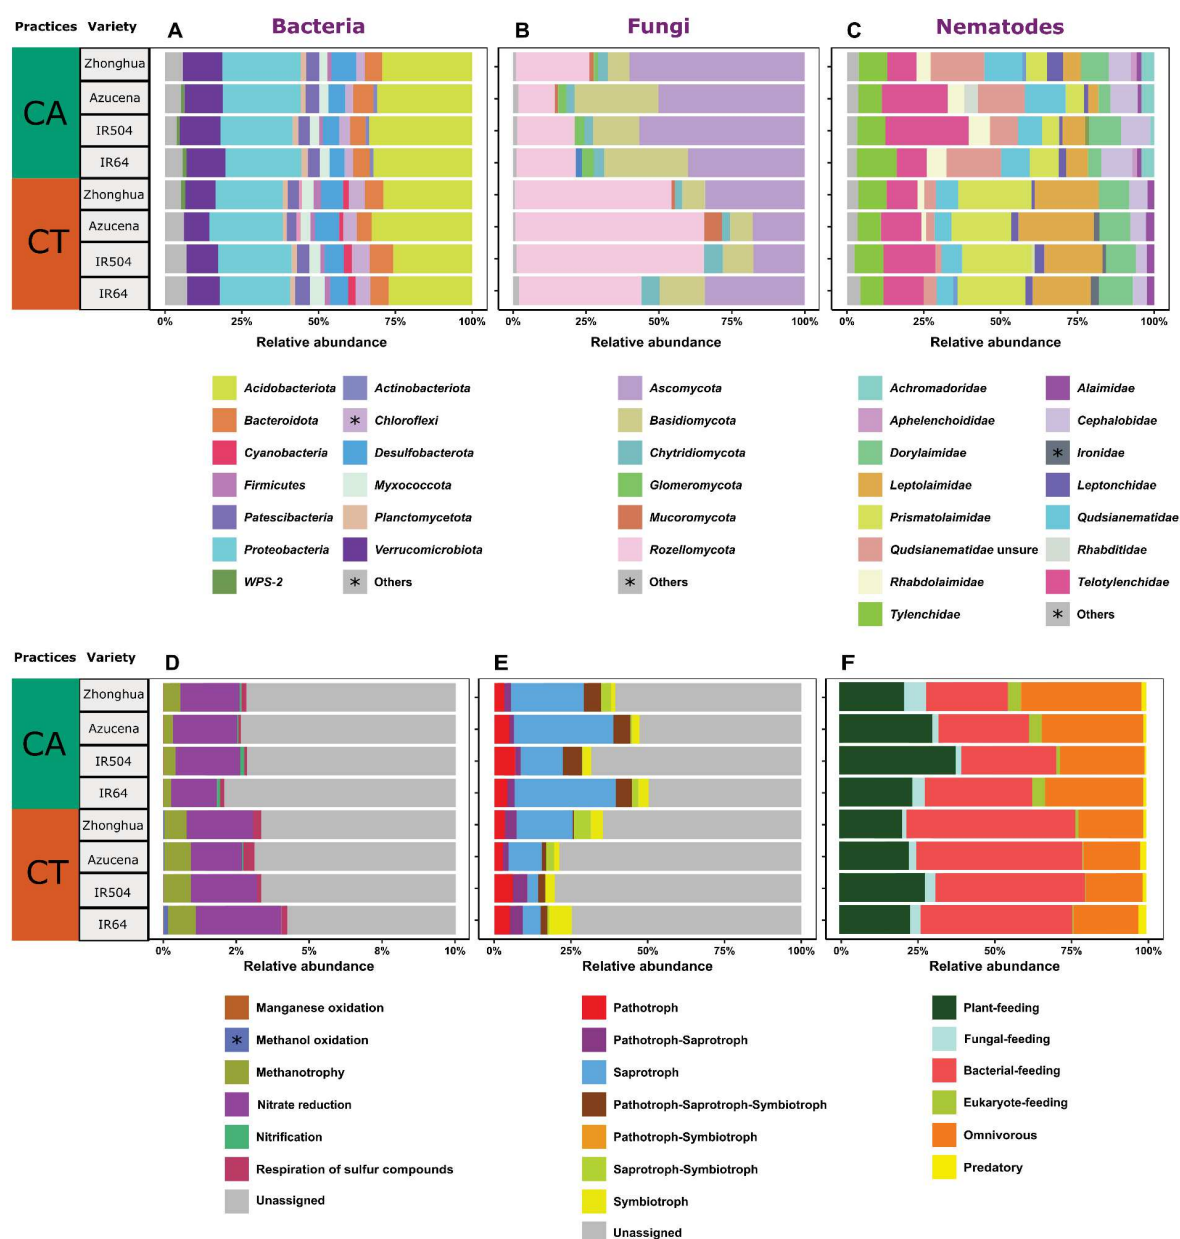 Practices Variety A Bacteria B Fungi C Nematodes
CA
Zhonghua
Azucena
IR504
IR64
CT
Zhonghua
Azucena
IR504
IR64
0% 25% 50% 75% 100% 0% 25% 50% 75% 100% 0% 25% 50% 75% 100%
Relative abundance Relative abundance Relative abundance
Acidobacteriota Actinobacteriota
Bacteroidota * Chloroflexi
Cyanobacteria Desulfobacterota
Firmicutes Myxococcota
Patescibacteria Planctomycetota
Proteobacteria Verrucomicrobiota
WPS-2 * Others
Ascomycota
Basidiomycota
Chytridiomycota
Glomeromycota
Mucoromycota
Rozellomycota
* Others
Achromadoridae Alaimidae
Aphelenchoididae Cephalobidae
Dorylaimidae * Ironidae
Leptolaimidae Leptonchidae
Prismatolaimidae Qudsianematidae
Qudsianematidae unsure Rhabditidae
Rhabdolaimidae Telotylenchidae
Tylenchidae * Others
Practices Variety D E F
CA
Zhonghua
Azucena
IR504
IR64
CT
Zhonghua
Azucena
IR504
IR64
0% 2% 5% 8% 10% 0% 25% 50% 75% 100% 0% 25% 50% 75% 100%
Relative abundance Relative abundance Relative abundance
Manganese oxidation
* Methanol oxidation
Methanotrophy
Nitrate reduction
Nitrification
Respiration of sulfur compounds
Unassigned
Pathotroph
Pathotroph-Saprotroph
Saprotroph
Pathotroph-Saprotroph-Symbiotroph
Pathotroph-Symbiotroph
Saprotroph-Symbiotroph
Symbiotroph
Unassigned
Plant-feeding
Fungal-feeding
Bacterial-feeding
Eukaryote-feeding
Omnivorous
Predatory